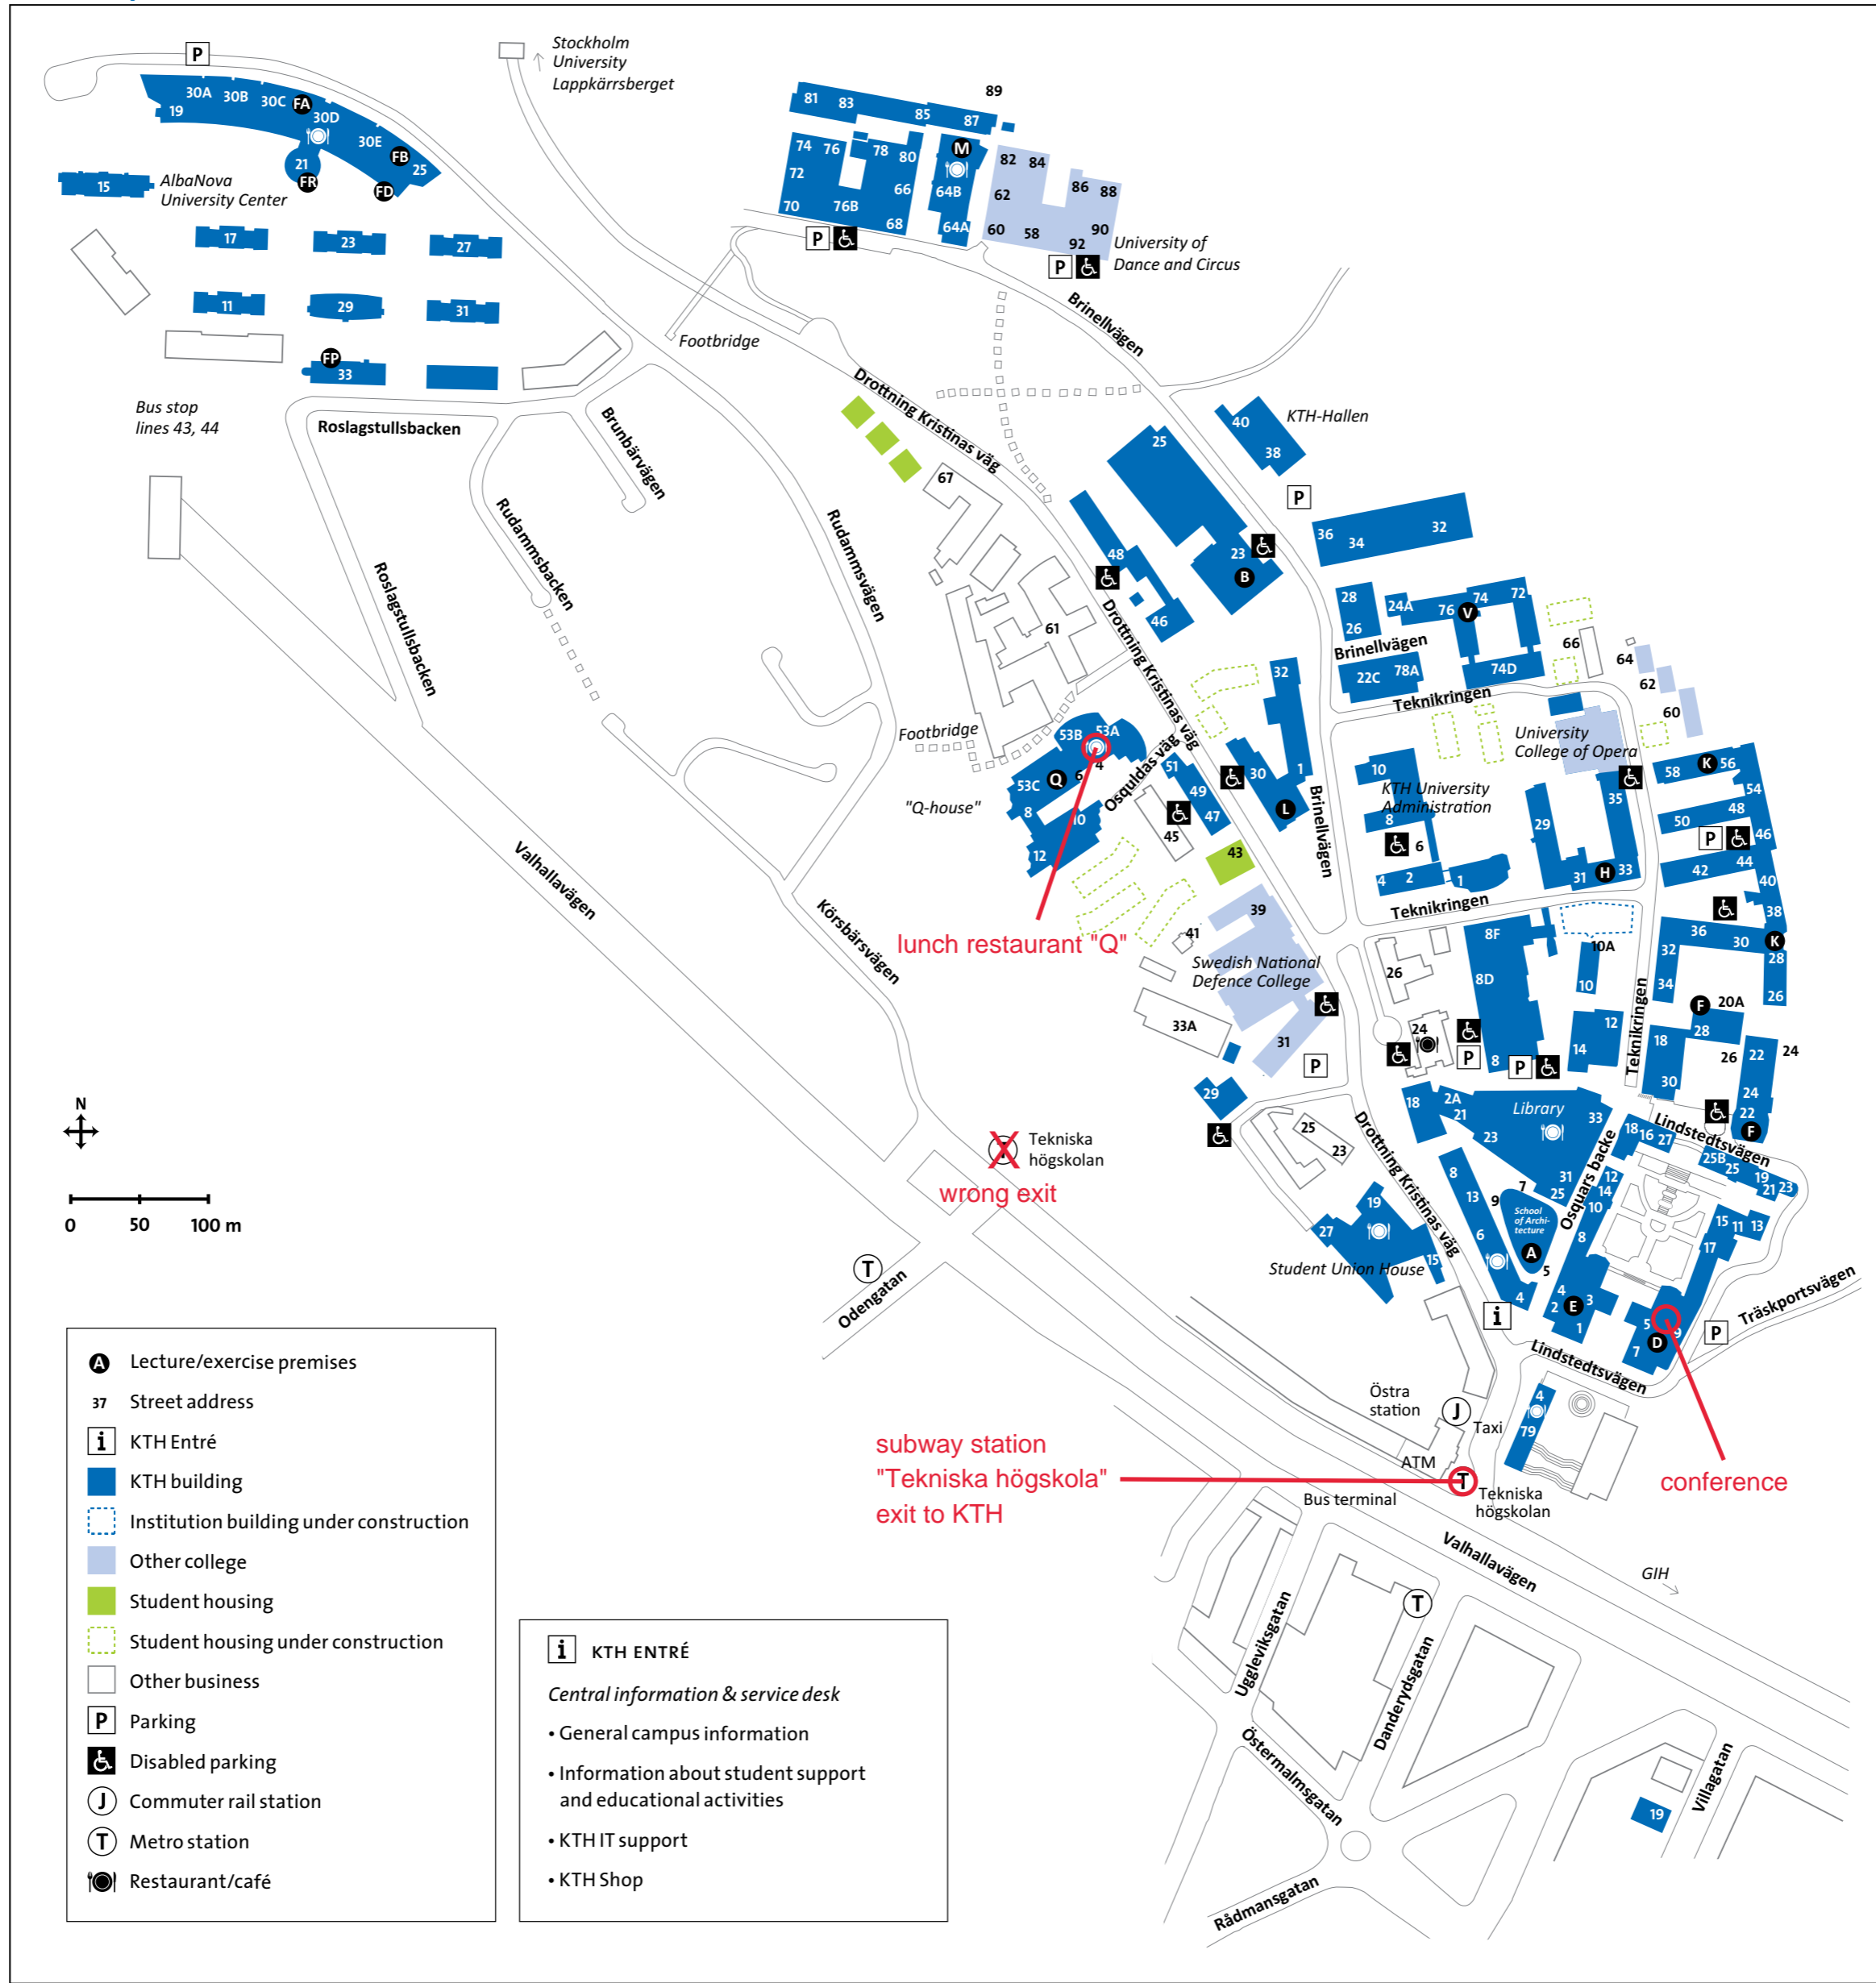 P
Stockholm
University
Lappkärrsberget
30A
30B
30C
FA
30D
19
30E
FB
25
21
FR
FD
15
AlbaNova
University Center
17
23
27
11
29
31
FP
33
Bus stop
lines 43, 44
Roslagstullsbacken
Brunbärvägen
Rudammsbacken
Roslagstullsbacken
Rudammsvägen
Footbridge
81
83
85
87
89
74
76
78
80
M
72
66
64B
70
76B
68
64A
82
84
86
88
62
60
58
92
90
University of
Dance and Circus
P
P
Brinellvägen
Drottning Kristinas väg
KTH-Hallen
40
38
25
P
67
48
23
B
36
34
32
46
61
28
26
24A
76
V
74
72
Brinellvägen
22C
78A
74D
66
64
62
60
Teknikringen
Drottning Kristinas väg
32
Footbridge
53B
53A
4
6
Q
53C
8
10
12
"Q-house"
Osquldas väg
51
49
47
45
43
30
1
L
Brinellvägen
10
KTH University
Administration
8
6
4
2
1
University
College of Opera
35
29
31
H
33
58
K
56
54
50
48
46
P
44
42
40
38
Teknikringen
lunch restaurant "Q"
39
41
Swedish National
Defence College
33A
31
P
29
26
24
8F
8D
8
P
P
10A
10
12
14
36
30
K
32
28
34
26
F
20A
28
18
26
22
24
30
24
22
F
Teknikringen
Valhallavägen
Körsbärsvägen
N
0
50
100 m
T
Tekniska
högskolan
wrong exit
T
Odengatan
25
23
18
2A
21
Library
23
33
31
25
18
16
27
Lindstedtsvägen
25B
25
19
21
23
Drottning Kristinas väg
8
13
6
4
9
7
School
of Archi-
tecture
A
5
Osquars backe
12
14
10
8
4
2
E
3
1
15
11
13
17
5
9
D
7
P
Träskportsvägen
19
27
15
Student Union House
i
Lindstedtsvägen
conference
Östra
station
J
Taxi
4
79
ATM
T
Tekniska
högskolan
Bus terminal
subway station
"Tekniska högskola"
exit to KTH
Valhallavägen
GIH
T
Uggleviksgatan
Danderydsgatan
Östermalmsgatan
Villagatan
19
Rådmansgatan
A Lecture/exercise premises
37 Street address
i KTH Entré
KTH building
Institution building under construction
Other college
Student housing
Student housing under construction
Other business
P Parking
Disabled parking
J Commuter rail station
T Metro station
Restaurant/café
i KTH ENTRÉ
Central information & service desk
• General campus information
• Information about student support
and educational activities
• KTH IT support
• KTH Shop